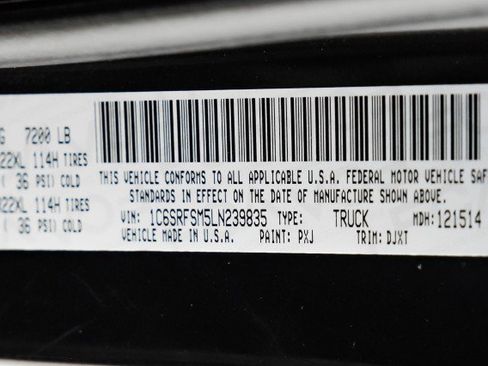 7200 LB
22XL 114H TIRES
( 36 PSI) COLD
22XL 114H TIRES
( 36 PSI) COLD
THIS VEHICLE CONFORMS TO ALL APPLICABLE U.S.A. FEDERAL MOTOR VEHICLE SAF
STANDARDS IN EFFECT ON THE DATE OF MANUFACTURE SHOWN ABOVE.
VIN: 1C6SRFSM5LN239835 TYPE: TRUCK MDH: 121514
VEHICLE MADE IN U.S.A. PAINT: PXJ TRIM: DJXT